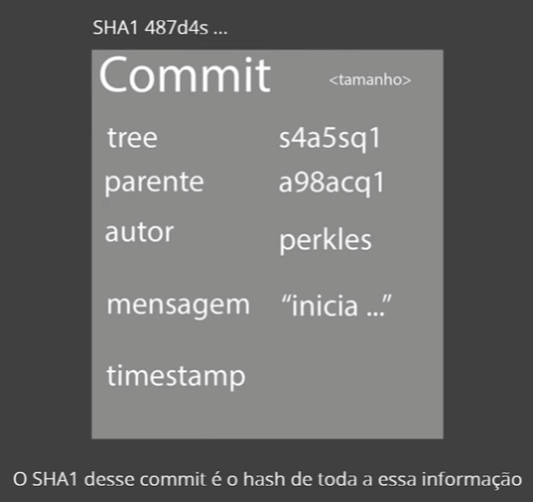 SHA1 487d4s ...
Commit <tamanho>
tree s4a5sq1
parente a98acq1
autor perkles
mensagem “inicia ...”
timestamp
O SHA1 desse commit é o hash de toda a essa informação